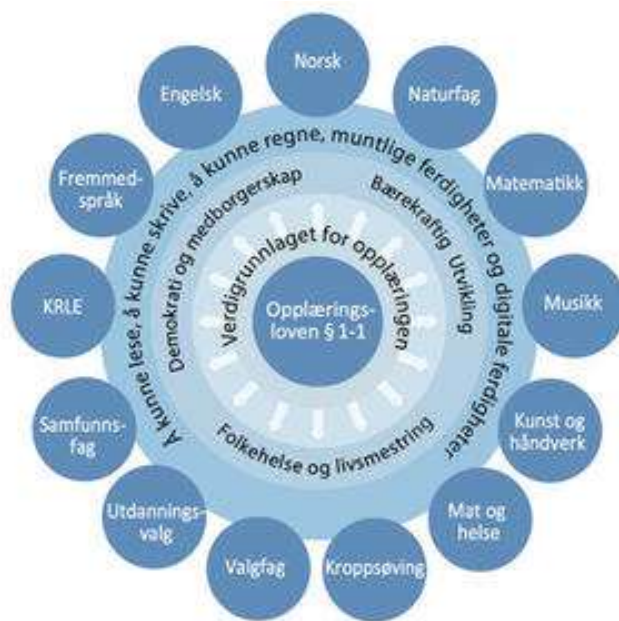 Norsk
Naturfag
Matematikk
Musikk
Kunst og
håndverk
Mat og
helse
Kroppsøving
Valgfag
Utdannings-
valg
Samfunns-
fag
KRLE
Fremmed-
språk
Engelsk
Å kunne lese, å kunne skrive, å kunne regne, muntlige ferdigheter og digitale ferdigheter
Demokrati og medborgerskap
Bærekraftig Utvikling
Folkehelse og livsmestring
Verdigrunnlaget for opplæringen
Opplærings-
loven § 1-1